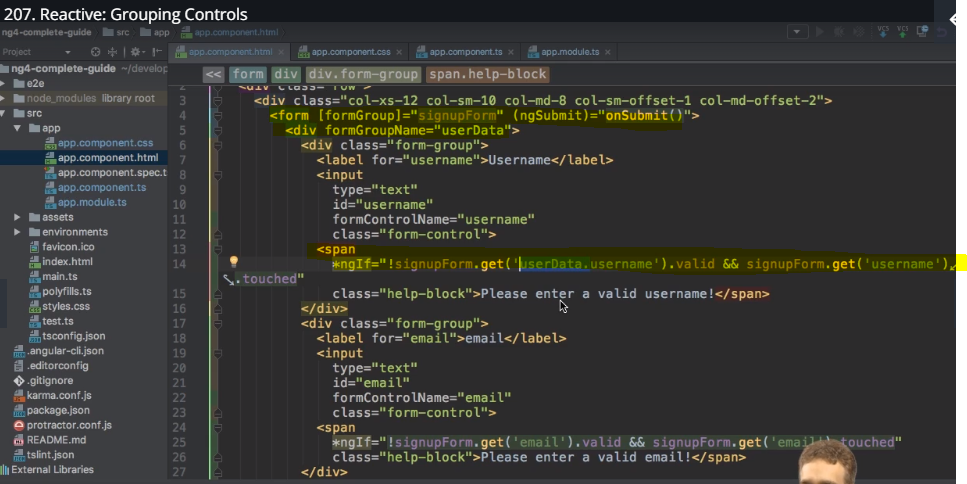 207. Reactive: Grouping Controls
ng4-complete-guide src app app.component.html
Project
app.component.html × app.component.css × app.component.ts × app.module.ts ×
<< form div div.form-group span.help-block
ng4-complete-guide ~/develop
e2e
node_modules library root
src
app
app.component.css
app.component.html
app.component.spec.t
app.component.ts
app.module.ts
assets
environments
favicon.ico
index.html
main.ts
polyfills.ts
styles.css
test.ts
tsconfig.json
.angular-cli.json
.editorconfig
.gitignore
karma.conf.js
package.json
protractor.conf.js
README.md
tslint.json
External Libraries
2 <div class="row">
3 <div class="col-xs-12 col-sm-10 col-md-8 col-sm-offset-1 col-md-offset-2">
4 <form [formGroup]="signupForm" (ngSubmit)="onSubmit()">
5 <div formGroupName="userData">
6 <div class="form-group">
7 <label for="username">Username</label>
8 <input
9 type="text"
10 id="username"
11 formControlName="username"
12 class="form-control">
13 <span
14 *ngIf="!signupForm.get('userData.username').valid && signupForm.get('username')
.touched"
15 class="help-block">Please enter a valid username!</span>
16 </div>
17 <div class="form-group">
18 <label for="email">email</label>
19 <input
20 type="text"
21 id="email"
22 formControlName="email"
23 class="form-control">
24 <span
25 *ngIf="!signupForm.get('email').valid && signupForm.get('email').touched"
26 class="help-block">Please enter a valid email!</span>
27 </div>